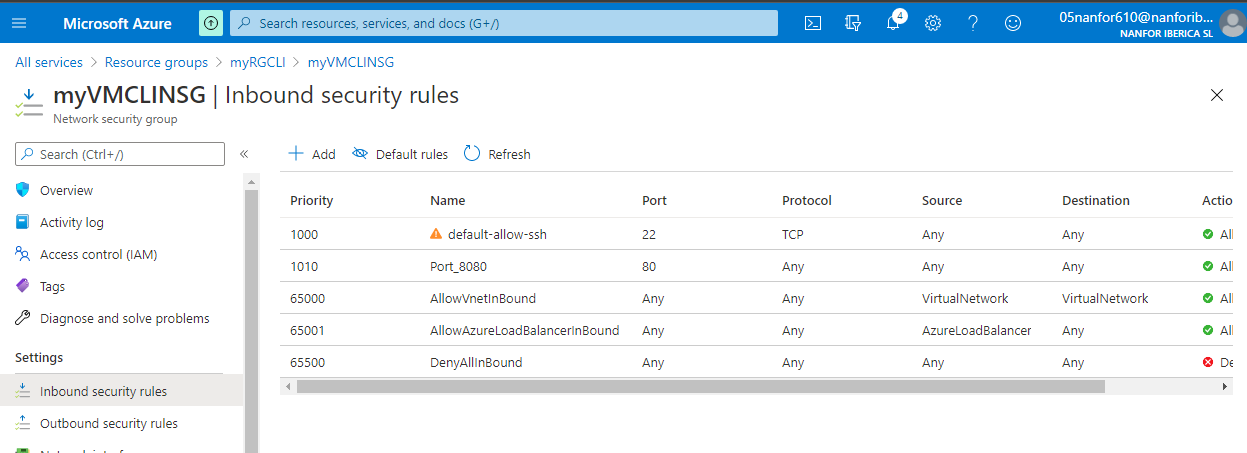 Microsoft Azure
Search resources, services, and docs (G+/)
4
05nanfor610@nanforib...
NANFOR IBERICA SL
All services > Resource groups > myRGCLI > myVMCLINSG
myVMCLINSG | Inbound security rules
Network security group
Search (Ctrl+/)
«
Add
Default rules
Refresh
Overview
Activity log
Access control (IAM)
Tags
Diagnose and solve problems
Settings
Inbound security rules
Outbound security rules
Priority Name Port Protocol Source Destination Actio
1000 default-allow-ssh 22 TCP Any Any All
1010 Port_8080 80 Any Any Any All
65000 AllowVnetInBound Any Any VirtualNetwork VirtualNetwork All
65001 AllowAzureLoadBalancerInBound Any Any AzureLoadBalancer Any All
65500 DenyAllInBound Any Any Any Any De